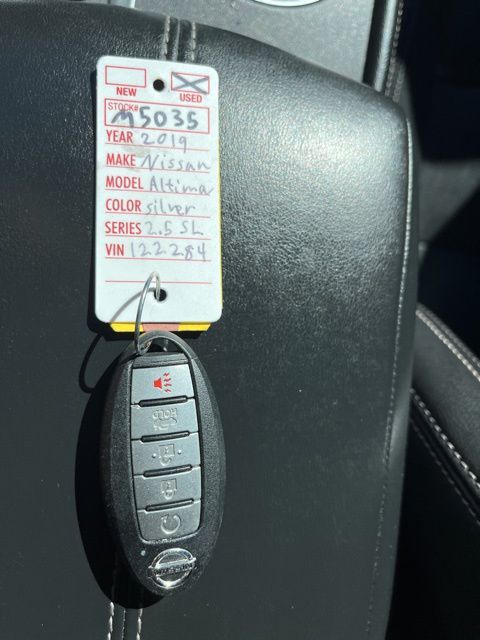 NEW USED
STOCK# M5035
YEAR 2019
MAKE Nissan
MODEL Altima
COLOR silver
SERIES 2.5 SL
VIN 122284
HOLD
NISSAN